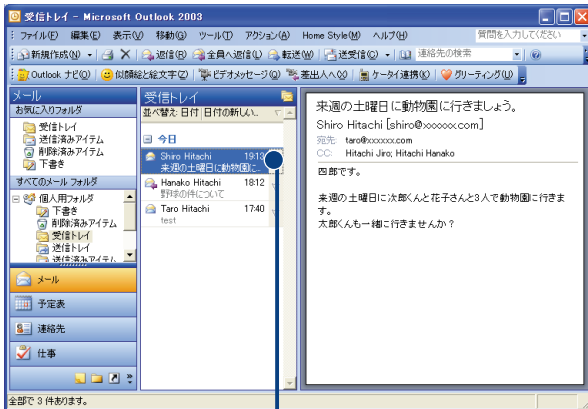 受信トレイ - Microsoft Outlook 2003
ファイル(F) 編集(E) 表示(V) 移動(G) ツール(T) アクション(A) Home Style(M) ヘルプ(H) 質問を入力してください
新規作成(N) 返信(R) 全員へ返信(L) 転送(W) 送受信(C) 連絡先の検索
Outlook ナビ(O) 似顔絵と絵文字(Z) ビデオメッセージ(Q) 差出人へ(X) ケータイ連携(K) グリーティング(U)
メール
お気に入りフォルダ
受信トレイ
送信済みアイテム
削除済みアイテム
下書き
すべてのメール フォルダ
個人用フォルダ
下書き
削除済みアイテム
受信トレイ
送信トレイ
送信済みアイテム
メール
予定表
連絡先
仕事
受信トレイ
並べ替え: 日付 日付の新しい...
今日
Shiro Hitachi 19:13
来週の土曜日に動物園に...
Hanako Hitachi 18:12
野球の件について
Taro Hitachi 17:40
test
来週の土曜日に動物園に行きましょう。
Shiro Hitachi [shiro@xxxxxx.com]
宛先: taro@xxxxxxx.com
CC: Hitachi Jiro; Hitachi Hanako
四郎です。
来週の土曜日に次郎くんと花子さんと3人で動物園に行きま
す。
太郎くんも一緒に行きませんか？
全部で 3 件あります。